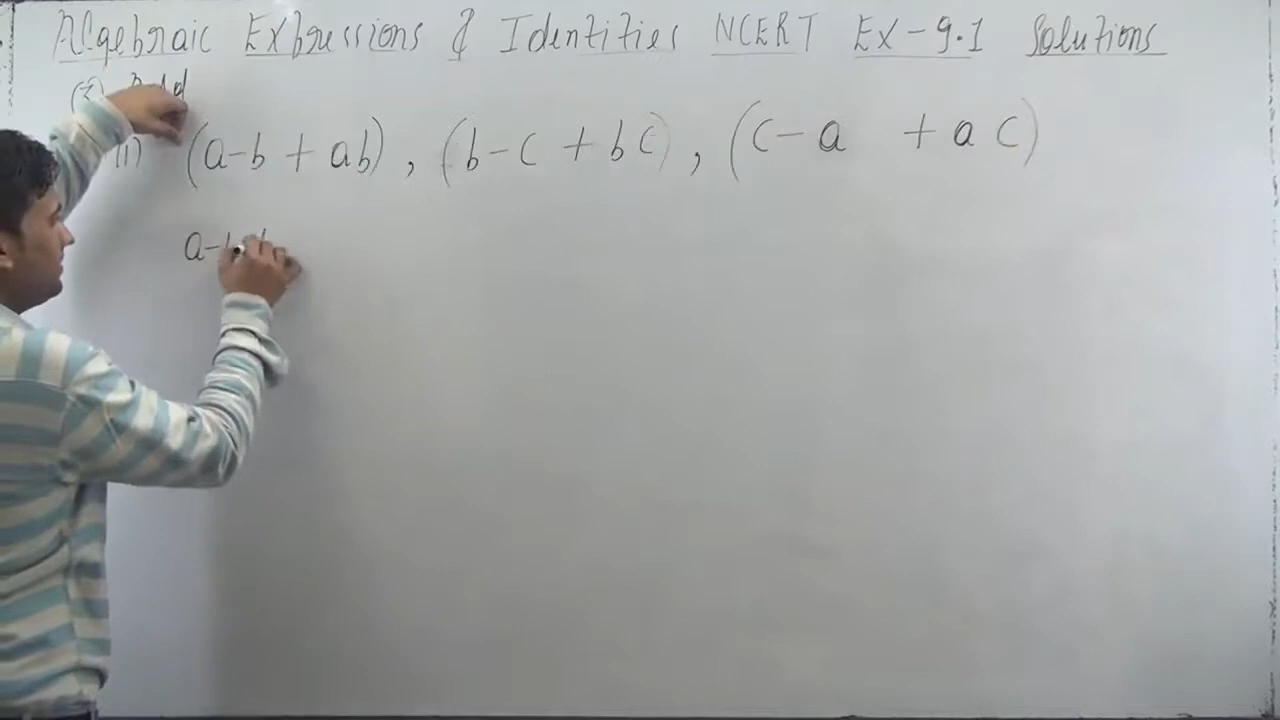 Algebraic Expressions & Identities NCERT Ex-9.1 Solutions
(ii) (a-b + ab), (b-c + bc), (c-a + ac)
a-